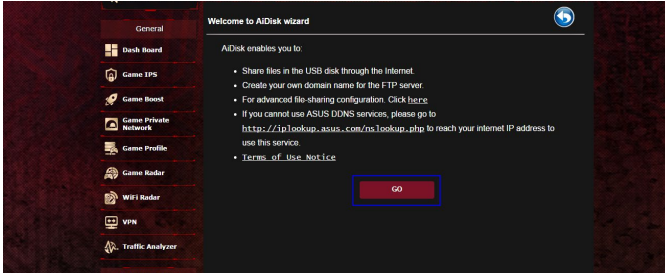 General
Dash Board
Game IPS
Game Boost
Game Private
Network
Game Profile
Game Radar
WiFi Radar
VPN
Traffic Analyzer
Welcome to AiDisk wizard
AiDisk enables you to:
• Share files in the USB disk through the Internet.
• Create your own domain name for the FTP server.
• For advanced file-sharing configuration. Click here
• If you cannot use ASUS DDNS services, please go to
http://iplookup.asus.com/nslookup.php to reach your internet IP address to
use this service.
• Terms of Use Notice
GO